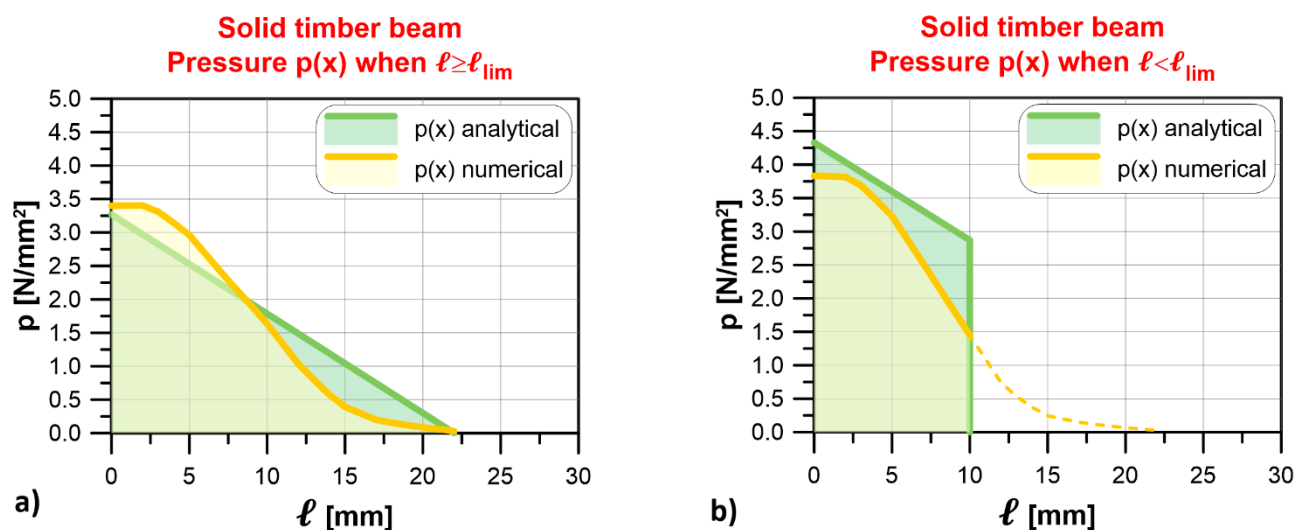 Solid timber beam
Pressure p(x) when ℓ≥ℓlim
5.0
4.5
4.0
3.5
3.0
2.5
2.0
1.5
1.0
0.5
0.0
p [N/mm²]
p(x) analytical
p(x) numerical
0 5 10 15 20 25 30
a)
ℓ [mm]
Solid timber beam
Pressure p(x) when ℓ<ℓlim
5.0
4.5
4.0
3.5
3.0
2.5
2.0
1.5
1.0
0.5
0.0
p [N/mm²]
p(x) analytical
p(x) numerical
0 5 10 15 20 25 30
b)
ℓ [mm]